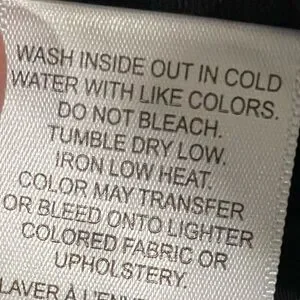 WASH INSIDE OUT IN COLD
WATER WITH LIKE COLORS.
DO NOT BLEACH.
TUMBLE DRY LOW.
IRON LOW HEAT.
COLOR MAY TRANSFER
OR BLEED ONTO LIGHTER
COLORED FABRIC OR
UPHOLSTERY.
LAVER À